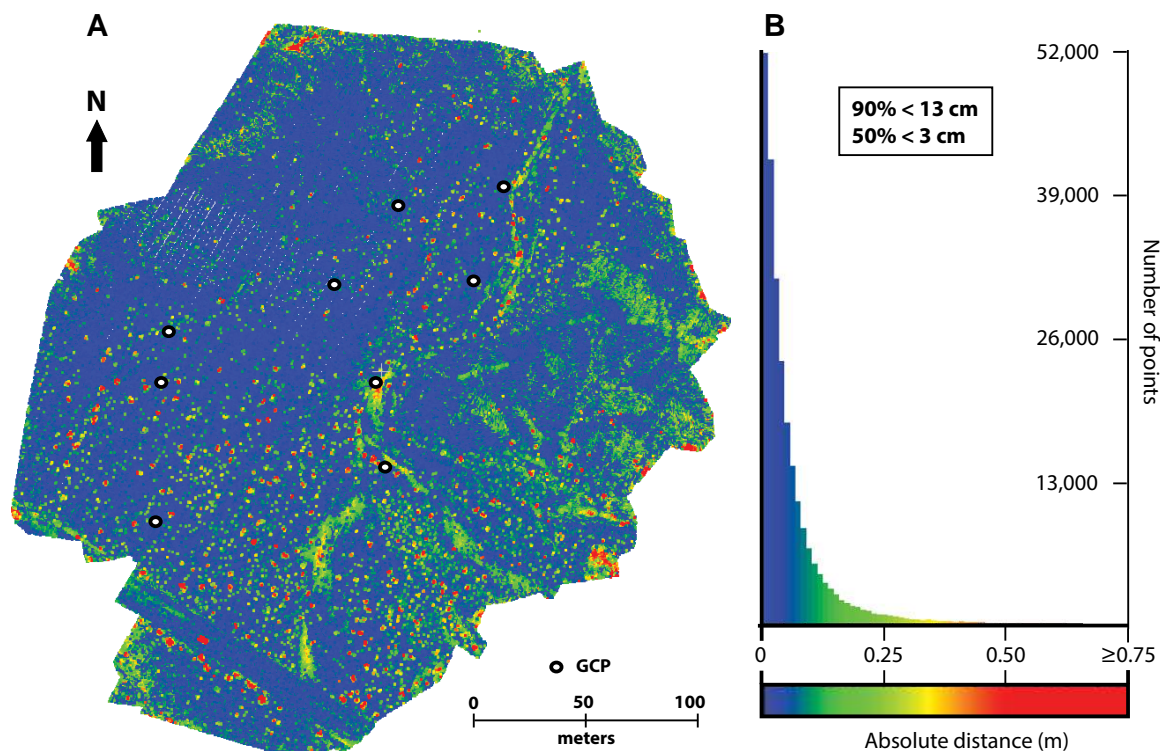 A
N
GCP
0 50 100
meters
B
90% < 13 cm
50% < 3 cm
52,000
39,000
26,000
13,000
Number of points
0 0.25 0.50 ≥0.75
Absolute distance (m)